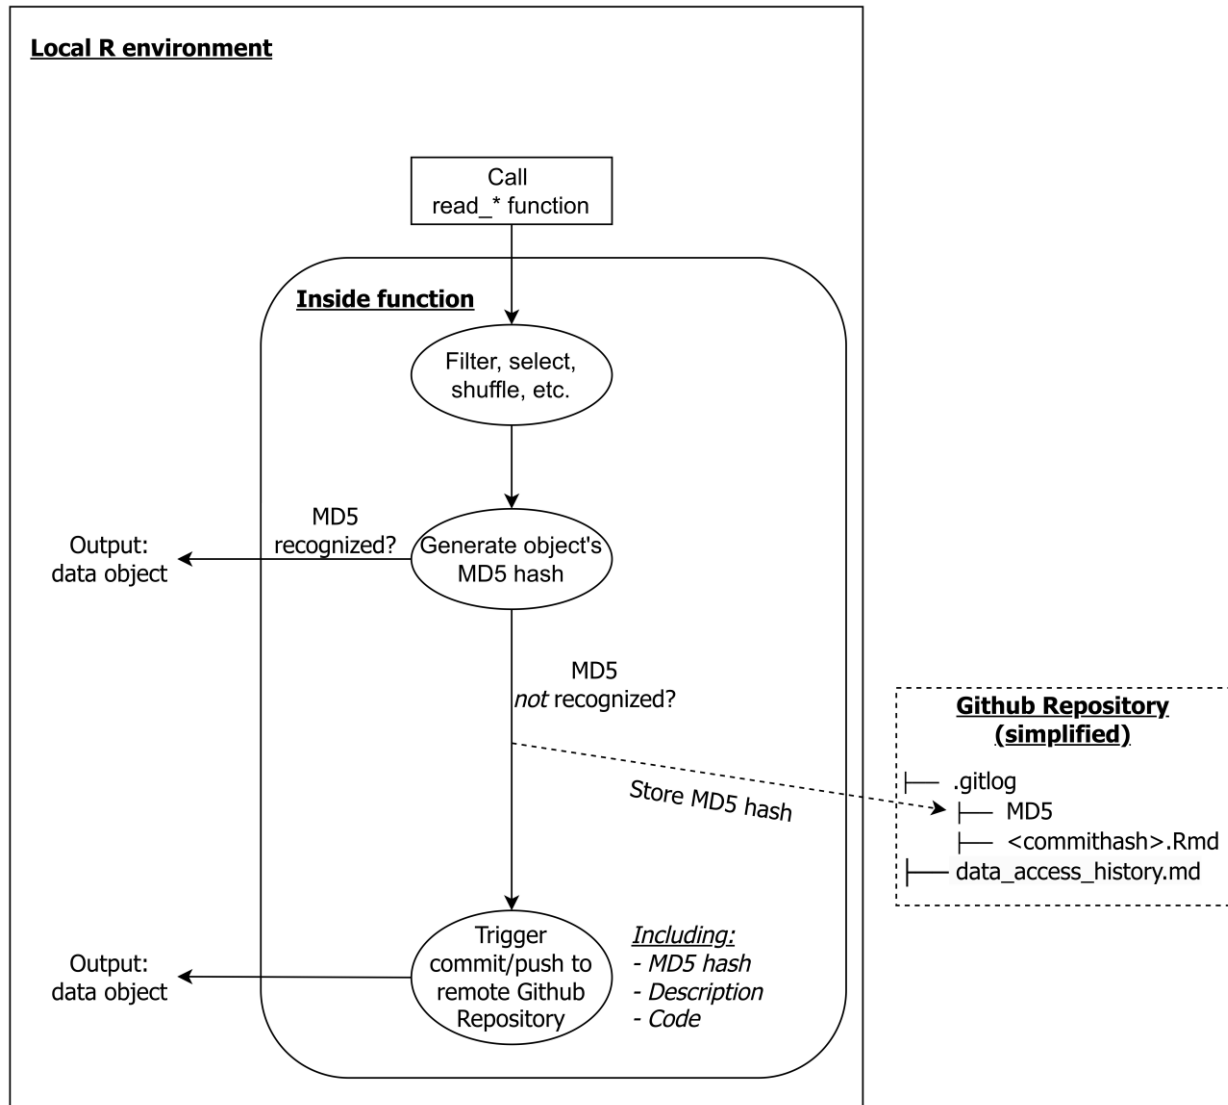 Local R environment
Call
read_* function
Inside function
Filter, select,
shuffle, etc.
MD5
recognized?
Output:
data object
Generate object's
MD5 hash
MD5
not recognized?
Store MD5 hash
Github Repository
(simplified)
.gitlog
MD5
<commithash>.Rmd
data_access_history.md
Output:
data object
Trigger
commit/push to
remote Github
Repository
Including:
- MD5 hash
- Description
- Code